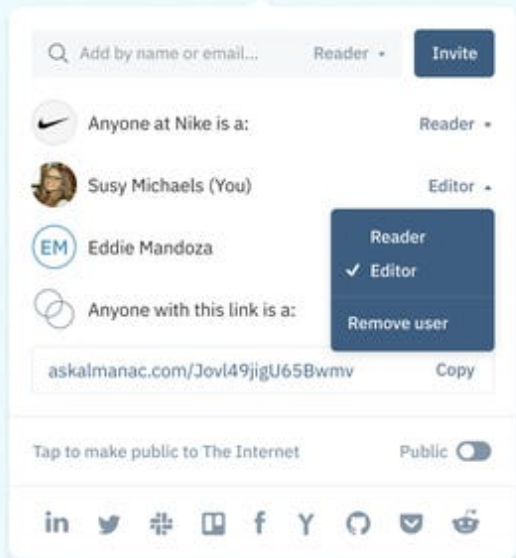 Add by name or email... Reader Invite
Anyone at Nike is a: Reader
Susy Michaels (You) Editor
EM Eddie Mandoza Reader
Editor
Anyone with this link is a:
Remove user
askalmanac.com/Jovl49jigU65Bwmv Copy
Tap to make public to The Internet Public
in f Y